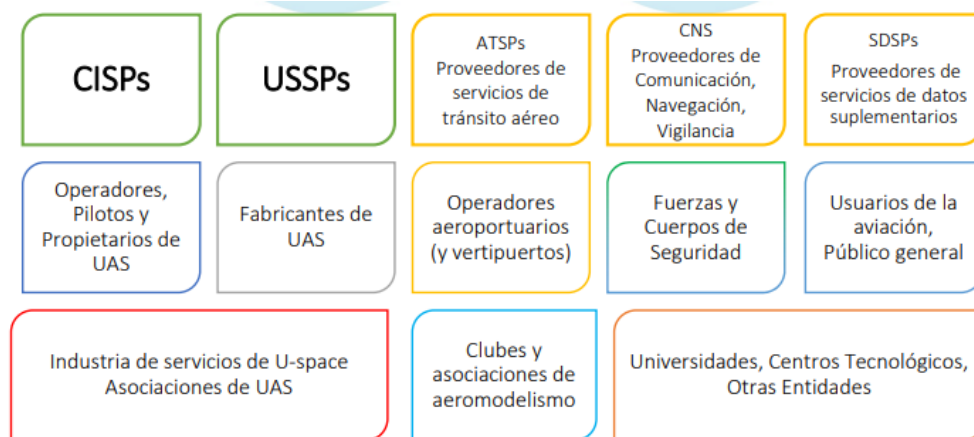 CISPs
USSPs
ATSPs
Proveedores de
servicios de
tránsito aéreo
CNS
Proveedores de
Comunicación,
Navegación,
Vigilancia
SDSPs
Proveedores de
servicios de datos
suplementarios
Operadores,
Pilotos y
Propietarios de
UAS
Fabricantes de
UAS
Operadores
aeroportuarios
(y vertipuertos)
Fuerzas y
Cuerpos de
Seguridad
Usuarios de la
aviación,
Público general
Industria de servicios de U-space
Asociaciones de UAS
Clubes y
asociaciones de
aeromodelismo
Universidades, Centros Tecnológicos,
Otras Entidades